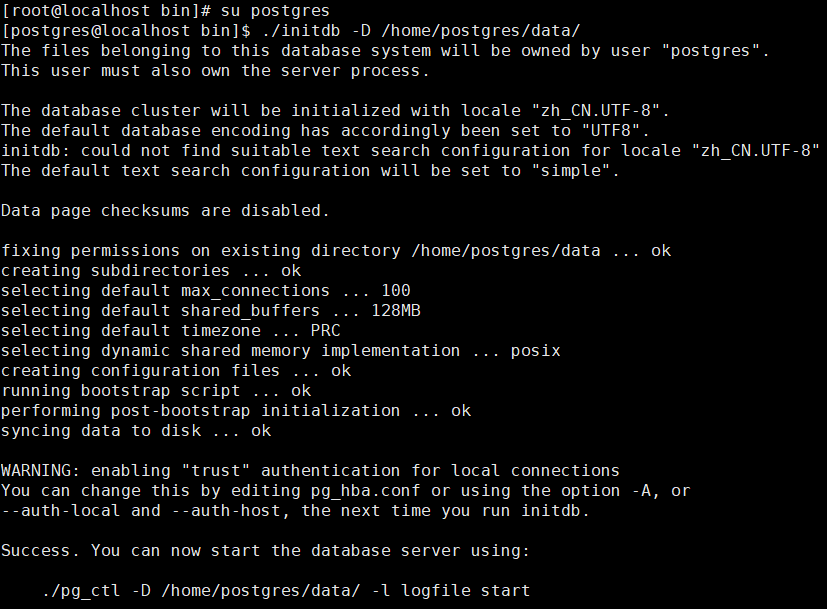 [root@localhost bin]# su postgres
[postgres@localhost bin]$ ./initdb -D /home/postgres/data/
The files belonging to this database system will be owned by user "postgres".
This user must also own the server process.
The database cluster will be initialized with locale "zh_CN.UTF-8".
The default database encoding has accordingly been set to "UTF8".
initdb: could not find suitable text search configuration for locale "zh_CN.UTF-8"
The default text search configuration will be set to "simple".
Data page checksums are disabled.
fixing permissions on existing directory /home/postgres/data ... ok
creating subdirectories ... ok
selecting default max_connections ... 100
selecting default shared_buffers ... 128MB
selecting default timezone ... PRC
selecting dynamic shared memory implementation ... posix
creating configuration files ... ok
running bootstrap script ... ok
performing post-bootstrap initialization ... ok
syncing data to disk ... ok
WARNING: enabling "trust" authentication for local connections
You can change this by editing pg_hba.conf or using the option -A, or
--auth-local and --auth-host, the next time you run initdb.
Success. You can now start the database server using:
./pg_ctl -D /home/postgres/data/ -l logfile start